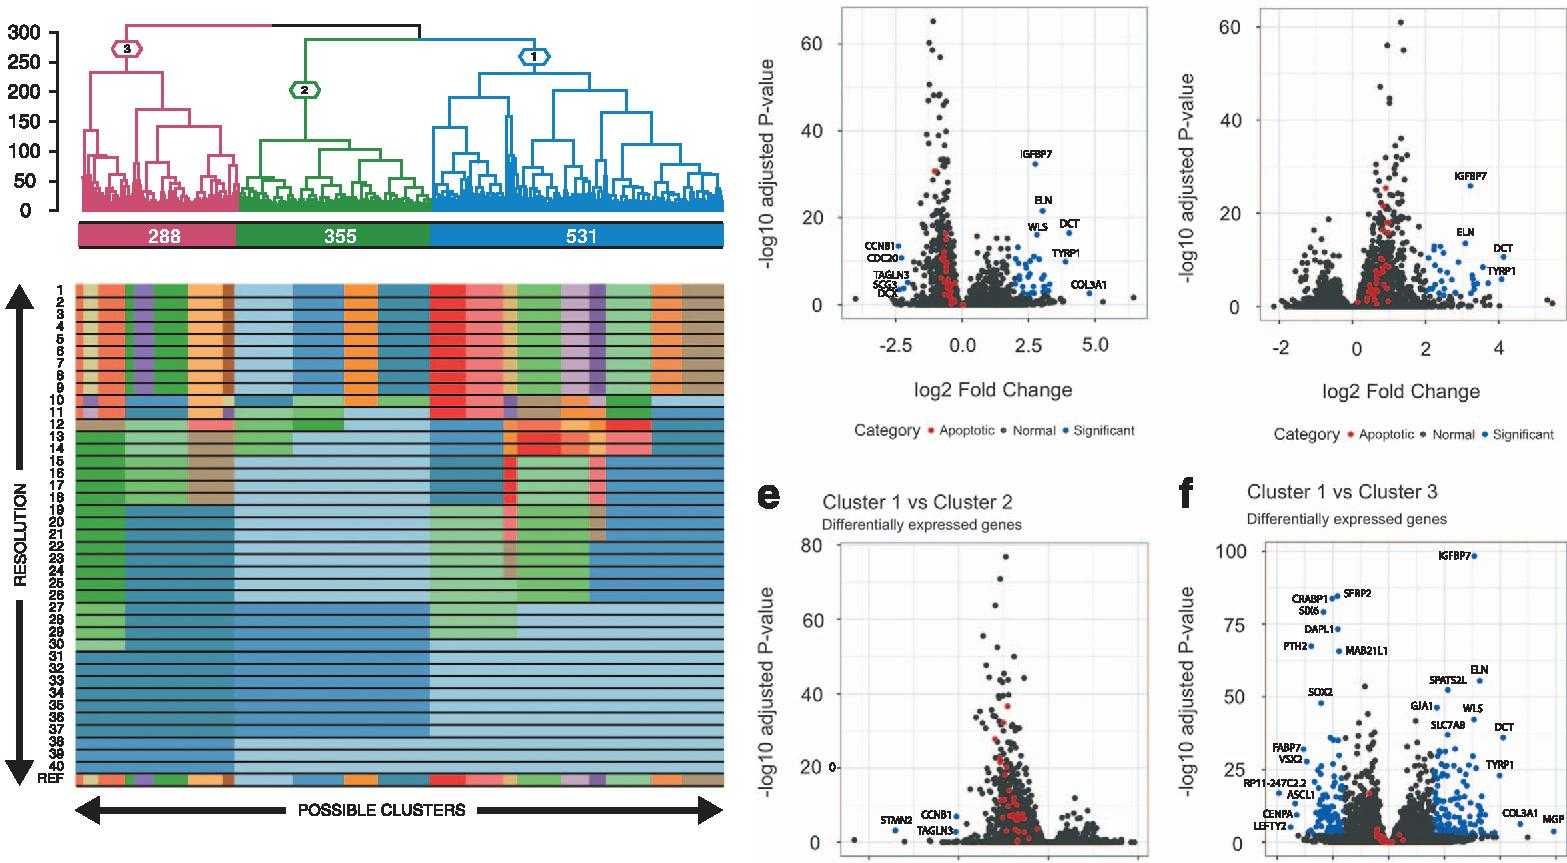 300
250
200
150
100
50
0
3
2
1
288
355
531
RESOLUTION
1
2
3
4
5
6
7
8
9
10
11
12
13
14
15
16
17
18
19
20
21
22
23
24
25
26
27
28
29
30
31
32
33
34
35
36
37
38
39
40
REF
POSSIBLE CLUSTERS
-log10 adjusted P-value
60
40
20
0
IGFBP7
ELN
WLS
DCT
CCNB1
CDC20
TYRP1
TAGLN3
SCG3
DCX
COL3A1
-2.5
0.0
2.5
5.0
log2 Fold Change
Category
Apoptotic
Normal
Significant
-log10 adjusted P-value
60
40
20
0
IGFBP7
ELN
DCT
TYRP1
-2
0
2
4
log2 Fold Change
Category
Apoptotic
Normal
Significant
e
Cluster 1 vs Cluster 2
Differentially expressed genes
-log10 adjusted P-value
80
60
40
20
0
0
STMN2
CCNB1
TAGLN3
f
Cluster 1 vs Cluster 3
Differentially expressed genes
-log10 adjusted P-value
100
75
50
25
0
IGFBP7
CRABP1
SFRP2
SIX6
DAPL1
PTH2
MAB21L1
ELN
SPATS2L
SOX2
GJA1
WLS
SLC7A8
DCT
FABP7
VSX2
TYRP1
RP11-247C2.2
ASCL1
CENPA
COL3A1
MGP
LEFTY2